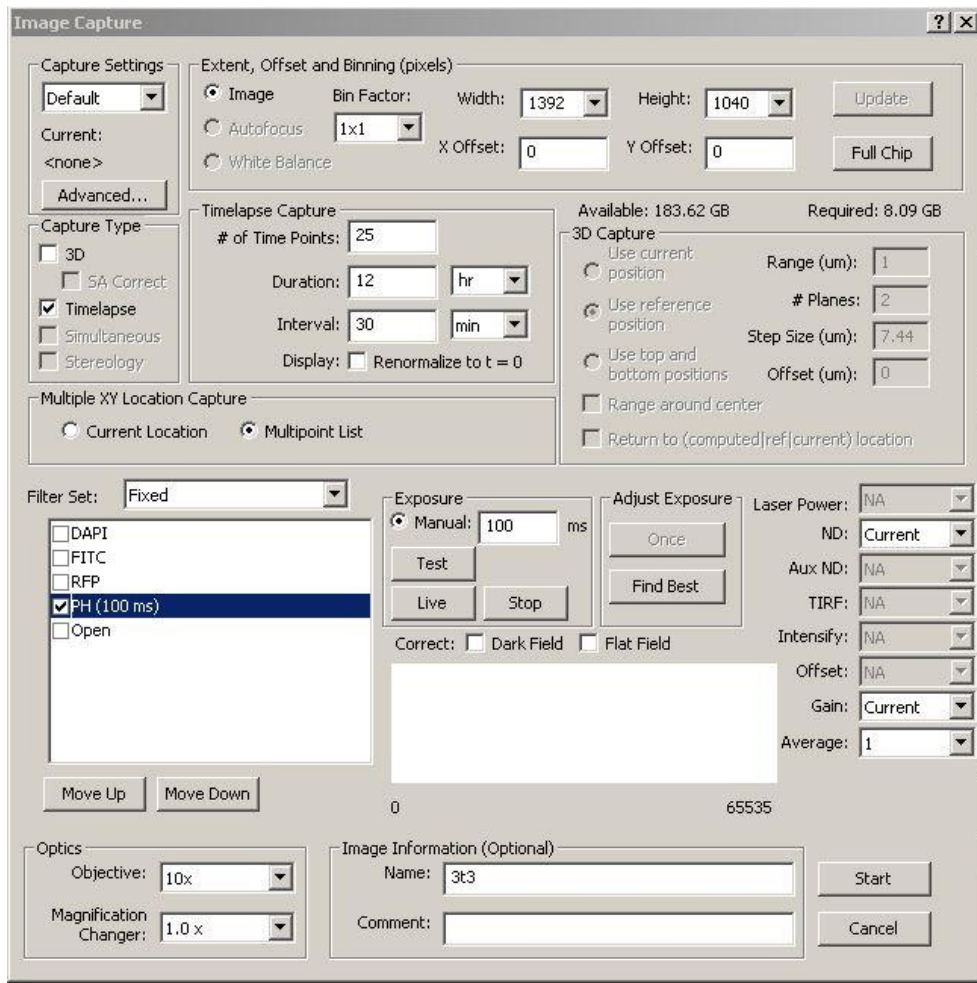 Image Capture
Capture Settings
Default
Current:
<none>
Advanced...
Extent, Offset and Binning (pixels)
Image
Autofocus
White Balance
Bin Factor:
1x1
Width: 1392
Height: 1040
Update
X Offset: 0
Y Offset: 0
Full Chip
Capture Type
3D
SA Correct
Timelapse
Simultaneous
Stereology
Timelapse Capture
# of Time Points: 25
Duration: 12 hr
Interval: 30 min
Display: Renormalize to t = 0
Available: 183.62 GB Required: 8.09 GB
3D Capture
Use current
position
Use reference
position
Use top and
bottom positions
Range (um): 1
# Planes: 2
Step Size (um): 7.44
Offset (um): 0
Range around center
Return to (computed|ref|current) location
Multiple XY Location Capture
Current Location Multipoint List
Filter Set: Fixed
DAPI
FITC
RFP
PH (100 ms)
Open
Move Up Move Down
Exposure
Manual: 100 ms
Test
Live Stop
Adjust Exposure
Once
Find Best
Correct: Dark Field Flat Field
0 65535
Laser Power: NA
ND: Current
Aux ND: NA
TIRF: NA
Intensify: NA
Offset: NA
Gain: Current
Average: 1
Optics
Objective: 10x
Magnification
Changer: 1.0 x
Image Information (Optional)
Name: 3t3
Comment:
Start
Cancel